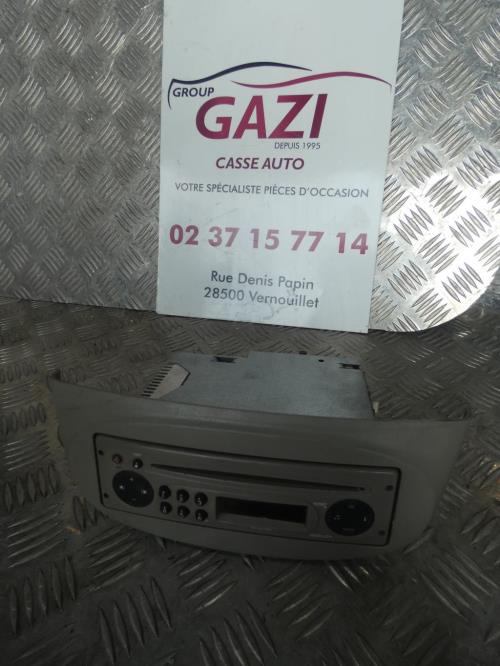 GROUP
GAZI
DEPUIS 1995
CASSE AUTO
VOTRE SPÉCIALISTE PIÈCES D'OCCASION
02 37 15 77 14
Rue Denis Papin
28500 Vernouillet